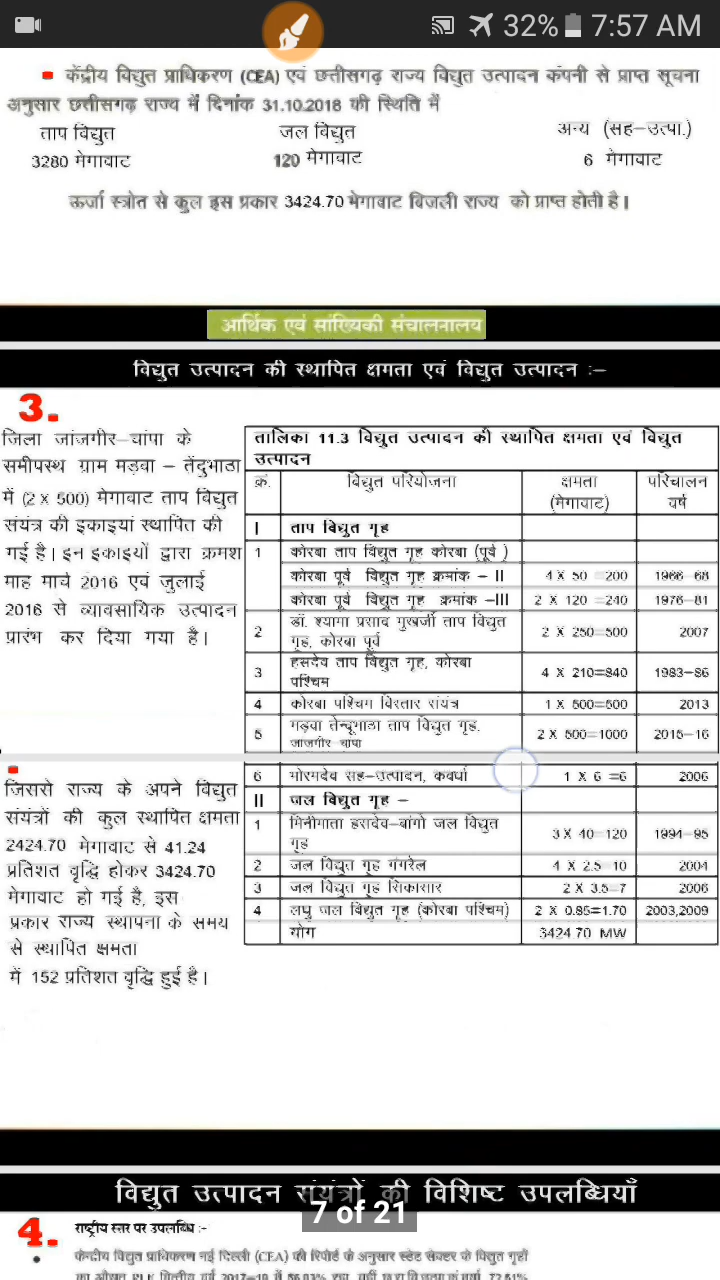 32% 7:57 AM
▪ केंद्रीय विद्युत प्राधिकरण (CEA) एवं छत्तीसगढ़ राज्य विद्युत उत्पादन कंपनी से प्राप्त सूचना
अनुसार छत्तीसगढ़ राज्य में दिनांक 31.10.2018 की स्थिति में
ताप विद्युत जल विद्युत अन्य (सह-उत्पा.)
3280 मेगावाट 120 मेगावाट 6 मेगावाट
ऊर्जा स्त्रोत से कुल इस प्रकार 3424.70 मेगावाट बिजली राज्य को प्राप्त होती है।
आर्थिक एवं सांख्यिकी संचालनालय
विद्युत उत्पादन की स्थापित क्षमता एवं विद्युत उत्पादन :–
3.
जिला जांजगीर–चांपा के
समीपस्थ ग्राम मड़वा – तेंदुभाठा
में (2 x 500) मेगावाट ताप विद्युत
संयंत्र की इकाइयां स्थापित की
गई है। इन इकाइयों द्वारा क्रमश
माह मार्च 2016 एवं जुलाई
2016 से व्यावसायिक उत्पादन
प्रारंभ कर दिया गया है।
▪
जिससे राज्य के अपने विद्युत
संयंत्रों की कुल स्थापित क्षमता
2424.70 मेगावाट से 41.24
प्रतिशत वृद्धि होकर 3424.70
मेगावाट हो गई है, इस
प्रकार राज्य स्थापना के समय
से स्थापित क्षमता
में 152 प्रतिशत वृद्धि हुई है।
तालिका 11.3 विद्युत उत्पादन की स्थापित क्षमता एवं विद्युत
उत्पादन
क्रं. विद्युत परियोजना क्षमता परिचालन
(मेगावाट) वर्ष
I ताप विद्युत गृह
1 कोरबा ताप विद्युत गृह कोरबा (पूर्व )
कोरबा पूर्व विद्युत गृह क्रमांक – II 4 X 50 =200 1966-68
कोरबा पूर्व विद्युत गृह क्रमांक –III 2 X 120 =240 1976-81
2 डॉ. श्यामा प्रसाद मुखर्जी ताप विद्युत
गृह, कोरबा पूर्व 2 X 250=500 2007
3 हसदेव ताप विद्युत गृह, कोरबा
पश्चिम 4 X 210=840 1983-86
4 कोरबा पश्चिम विस्तार संयंत्र 1 X 500=500 2013
5 मड़वा तेन्दूभाठा ताप विद्युत गृह,
जांजगीर चांपा 2 X 500=1000 2015-16
6 भोरमदेव सह–उत्पादन, कवर्धा 1 X 6 =6 2006
II जल विद्युत गृह –
1 मिनीमाता हसदेव–बांगो जल विद्युत
गृह 3 X 40=120 1994-95
2 जल विद्युत गृह गंगरेल 4 X 2.5=10 2004
3 जल विद्युत गृह सिकासार 2 X 3.5=7 2006
4 लघु जल विद्युत गृह (कोरबा पश्चिम) 2 X 0.85=1.70 2003,2009
योग 3424.70 MW
विद्युत उत्पादन संयंत्रों की विशिष्ट उपलब्धियाँ
7 of 21
4. राष्ट्रीय स्तर पर उपलब्धि :-
• केन्दीय विद्युत प्राधिकरण नई दिल्ली (CEA) की रिपोर्ट के अनुसार स्टेट सेक्टर के विद्युत गृहों